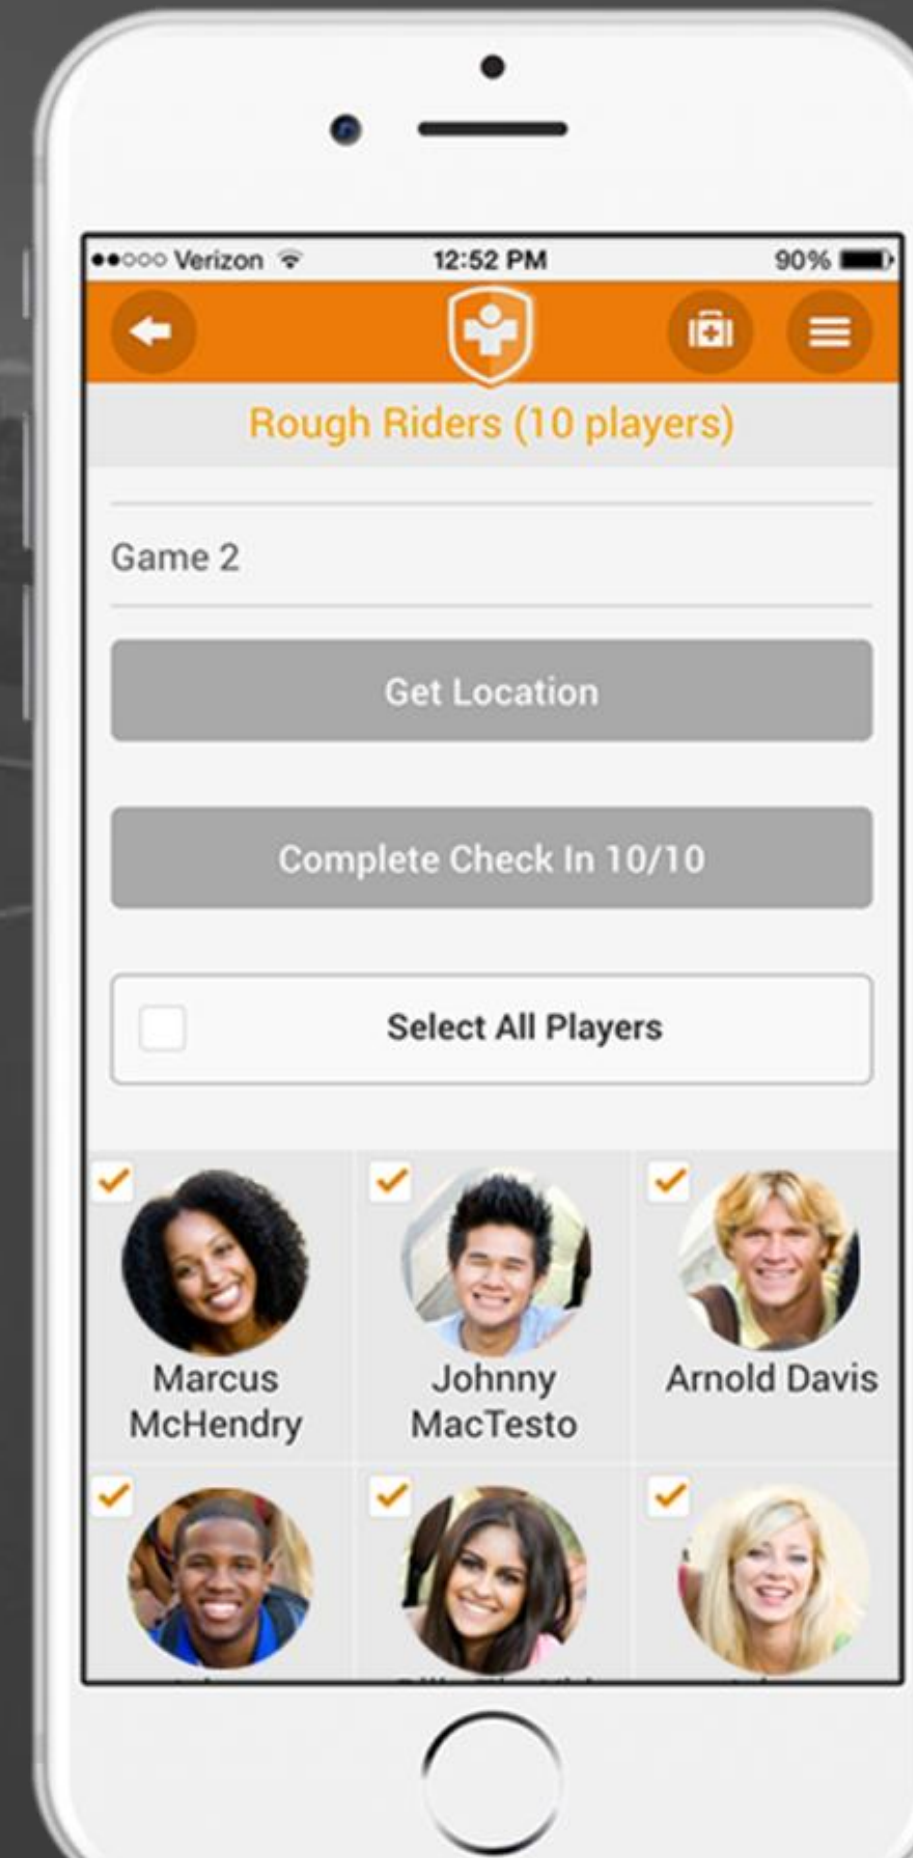 Verizon 12:52 PM 90%
Rough Riders (10 players)
Game 2
Get Location
Complete Check In 10/10
Select All Players
Marcus Johnny Arnold Davis
McHendry MacTesto